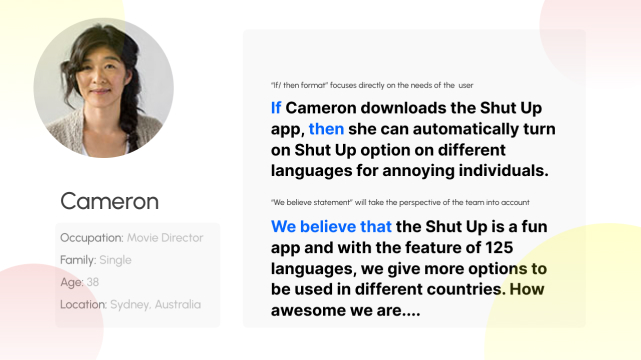 Cameron
Occupation: Movie Director
Family: Single
Age: 38
Location: Sydney, Australia
“If/ then format” focuses directly on the needs of the  user
If Cameron downloads the Shut Up
app, then she can automatically turn
on Shut Up option on different
languages for annoying individuals.
“We believe statement” will take the perspective of the team into account
We believe that the Shut Up is a fun
app and with the feature of 125
languages, we give more options to
be used in different countries. How
awesome we are....